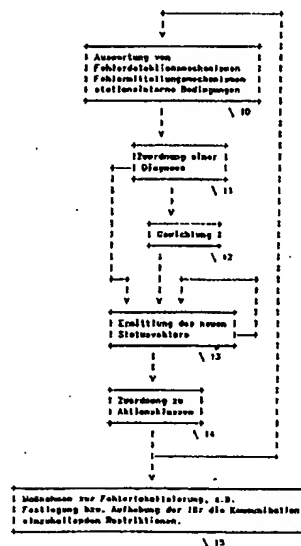 Auswertung von
Fehlerdetektionsmechanismen
Fehlermitteilungsmechanismen
stationsinterne Bedingungen
10
Zuordnung einer
Diagnose
11
Gewichtung
12
Ermittlung des neuen
Statusvektors
13
Zuordnung zu
Aktionsklassen
14
Maßnahmen zur Fehlerlokalisierung, z.B.
Festlegung bzw. Aufhebung der für die Kommunikation
einzuhaltenden Restriktionen.
15